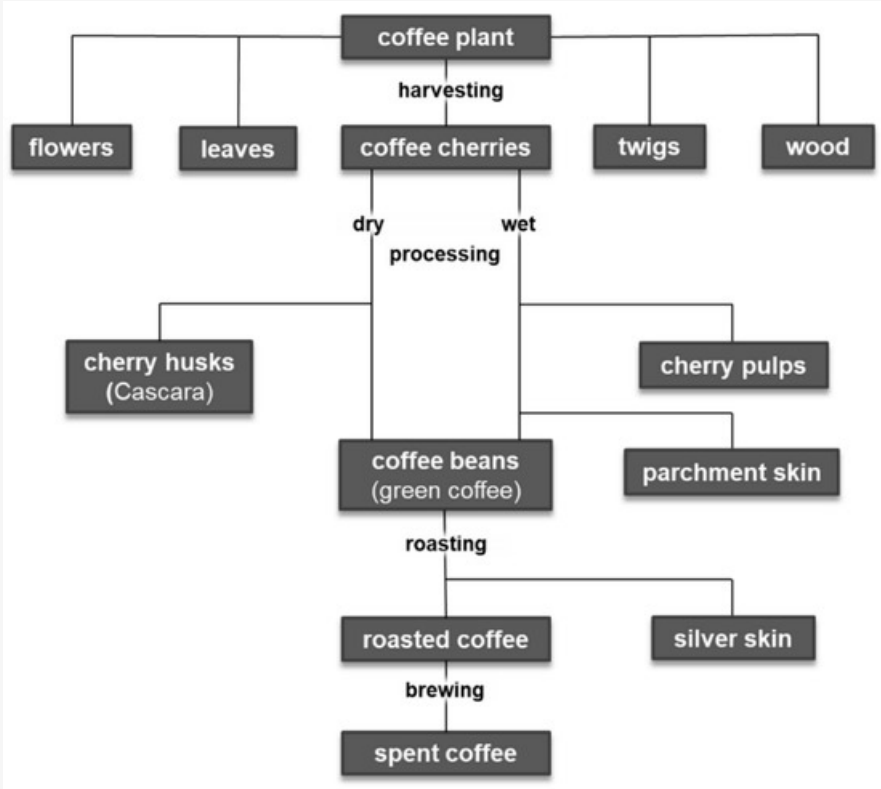 coffee plant
harvesting
flowers
leaves
coffee cherries
twigs
wood
dry
wet
processing
cherry husks
(Cascara)
cherry pulps
coffee beans
(green coffee)
parchment skin
roasting
roasted coffee
silver skin
brewing
spent coffee